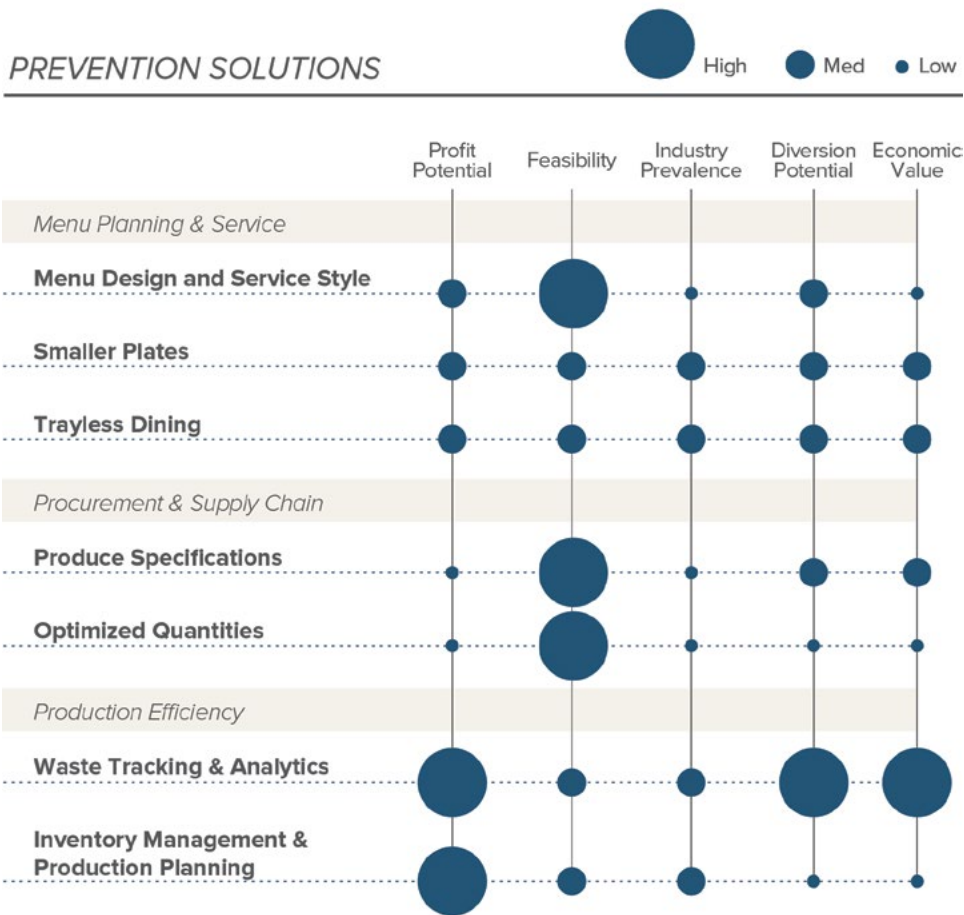 PREVENTION SOLUTIONS
High
Med
Low
Profit Potential
Feasibility
Industry Prevalence
Diversion Potential
Economic Value
Menu Planning & Service
Menu Design and Service Style
Smaller Plates
Trayless Dining
Procurement & Supply Chain
Produce Specifications
Optimized Quantities
Production Efficiency
Waste Tracking & Analytics
Inventory Management &
Production Planning